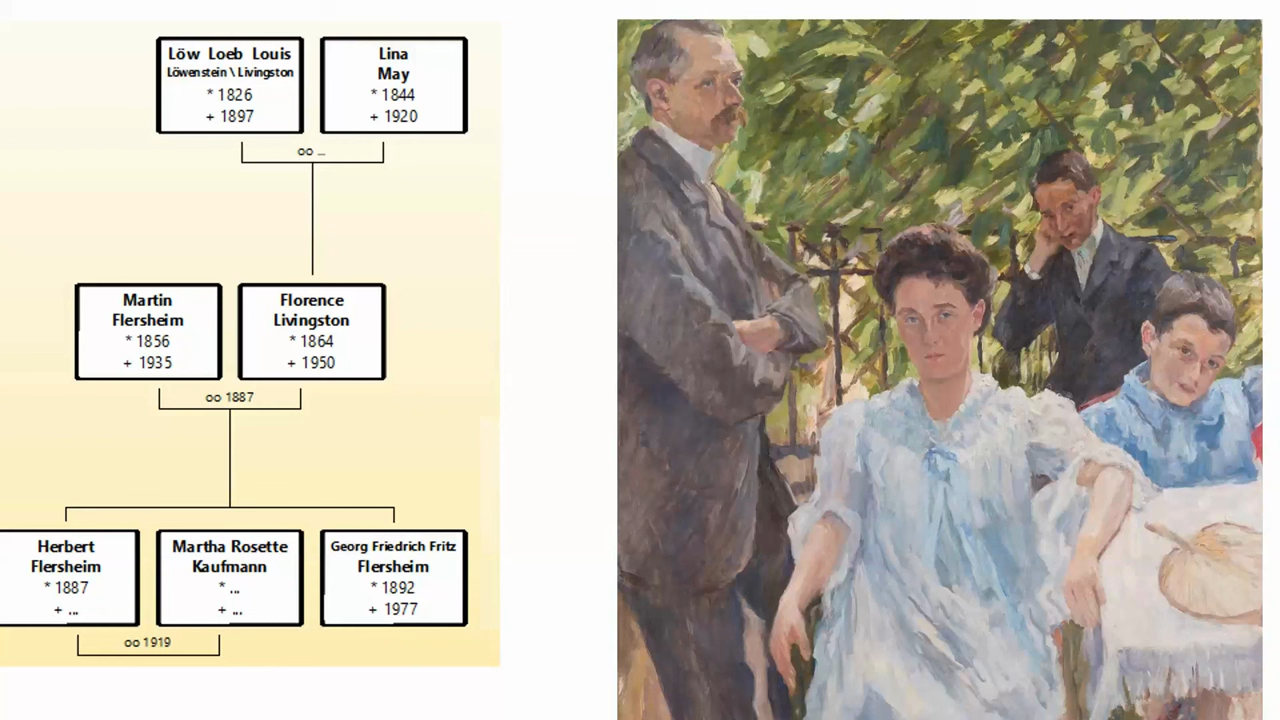 Löw Loeb Louis
Löwenstein \ Livingston
* 1826
+ 1897
Lina
May
* 1844
+ 1920
oo ...
Martin
Flersheim
* 1856
+ 1935
Florence
Livingston
* 1864
+ 1950
oo 1887
Herbert
Flersheim
* 1887
+ ...
Martha Rosette
Kaufmann
* ...
+ ...
Georg Friedrich Fritz
Flersheim
* 1892
+ 1977
oo 1919